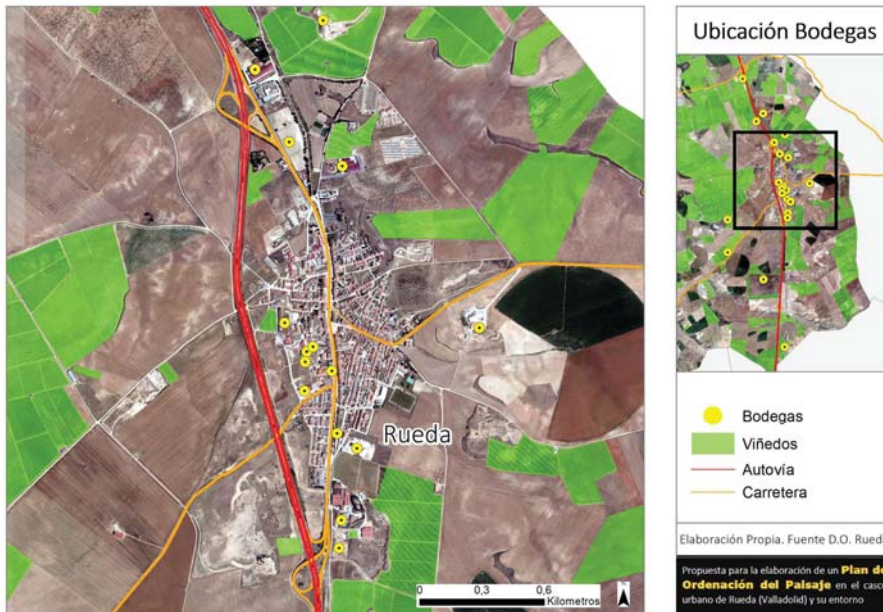 Rueda
0 0,3 0,6
Kilometros
N
Ubicación Bodegas
Bodegas
Viñedos
Autovía
Carretera
Elaboración Propia. Fuente D.O. Rueda
Propuesta para la elaboración de un Plan de
Ordenación del Paisaje en el casco
urbano de Rueda (Valladolid) y su entorno